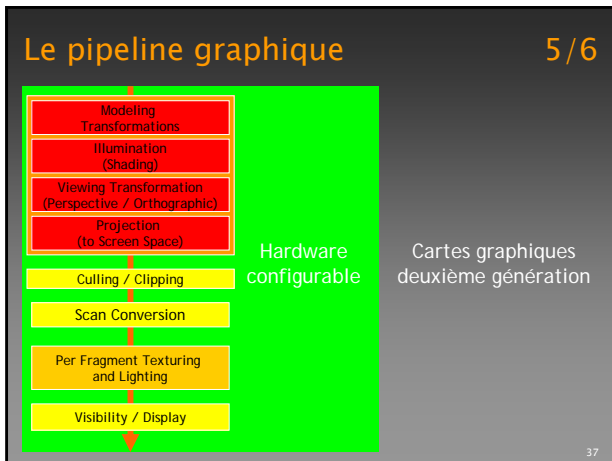 Le pipeline graphique 5/6
Modeling
Transformations
Illumination
(Shading)
Viewing Transformation
(Perspective / Orthographic)
Projection
(to Screen Space)
Culling / Clipping
Scan Conversion
Per Fragment Texturing
and Lighting
Visibility / Display
Hardware
configurable
Cartes graphiques
deuxième génération
37